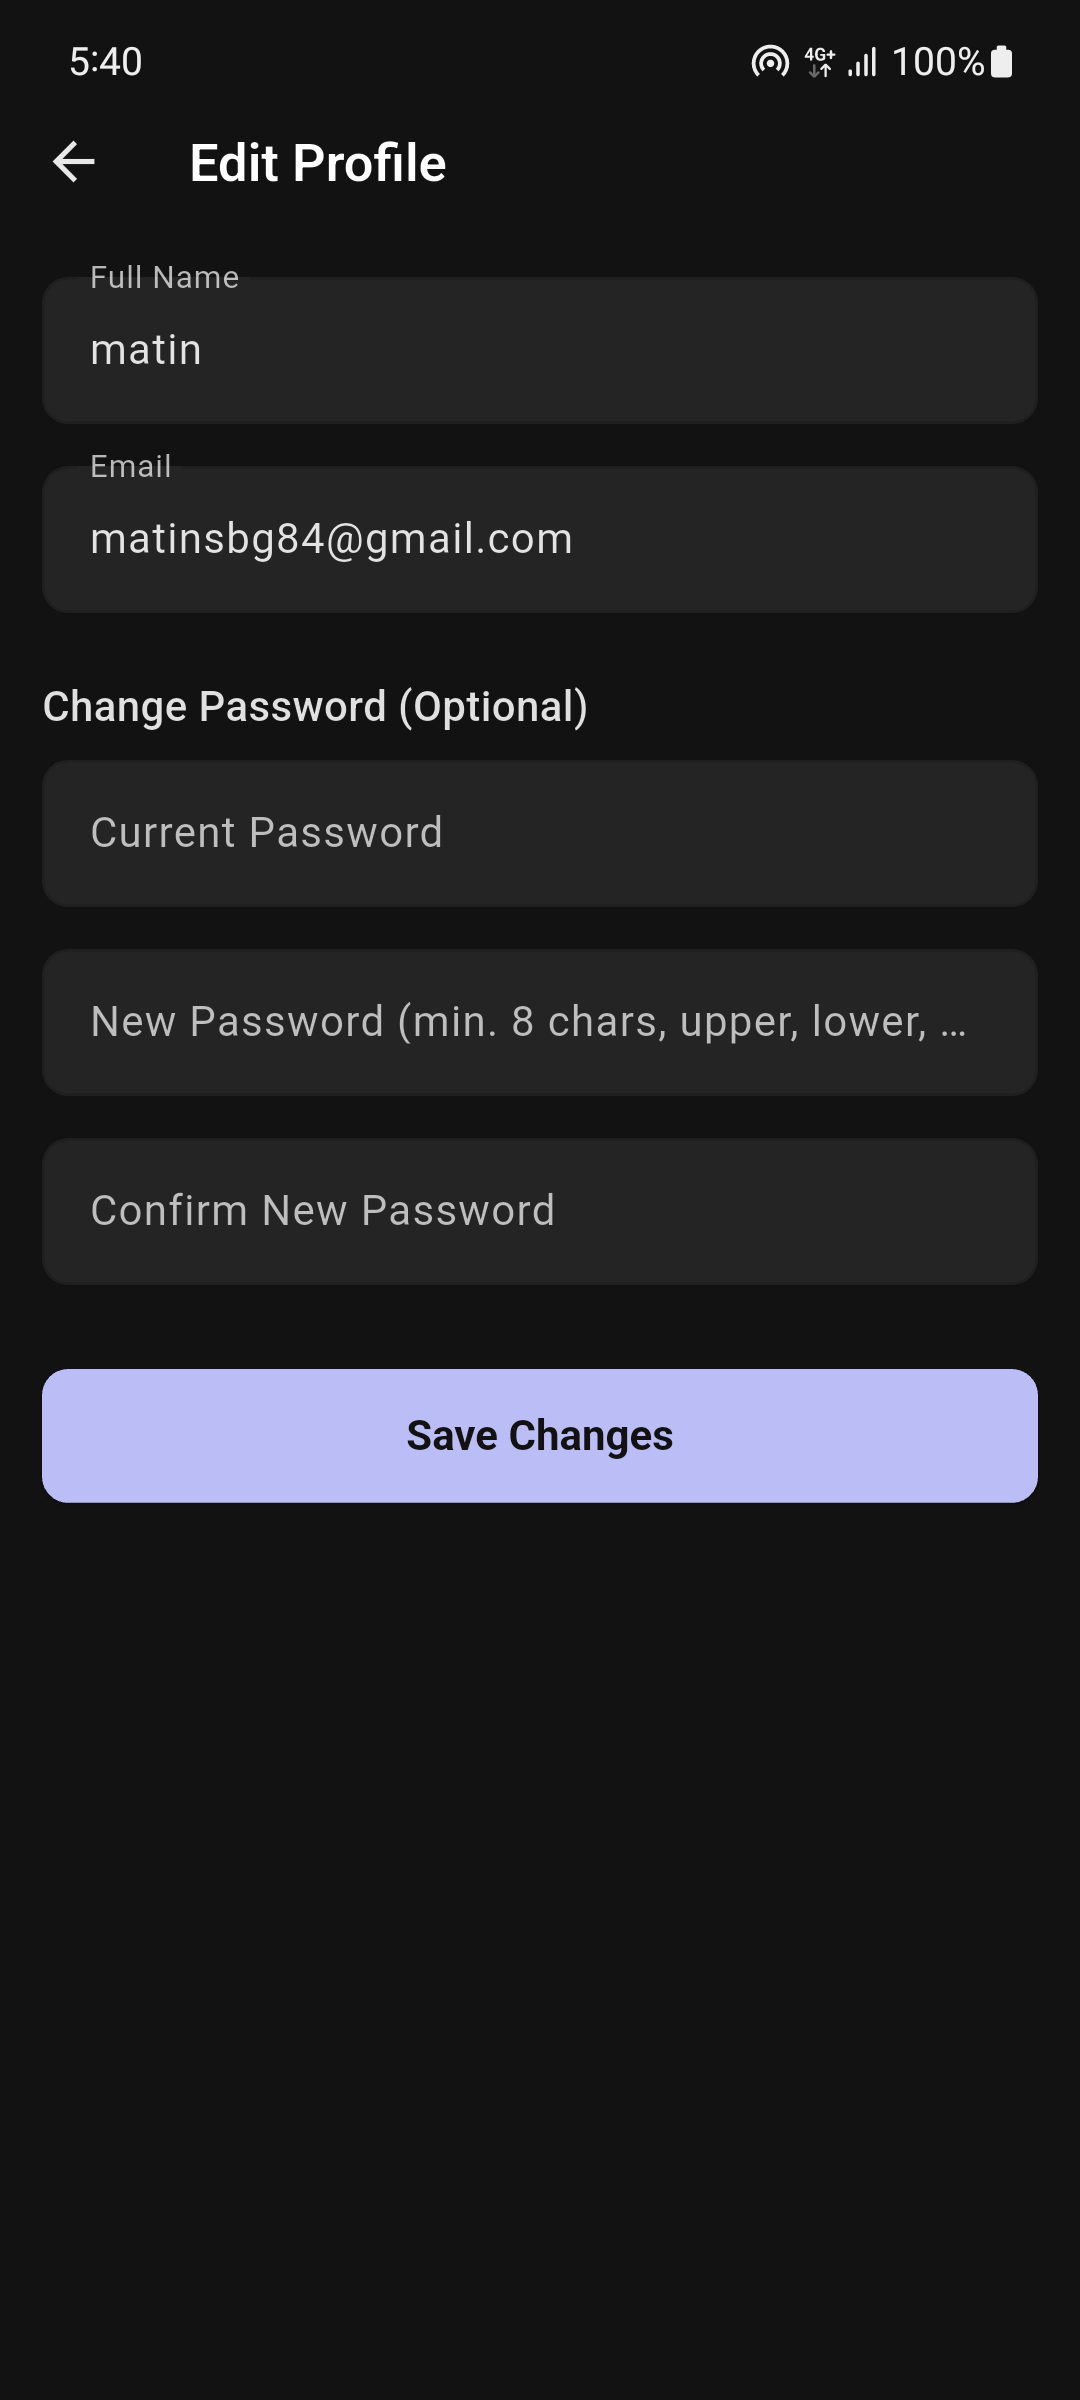 5:40
4G+ 100%
Edit Profile
Full Name
matin
Email
matinsbg84@gmail.com
Change Password (Optional)
Current Password
New Password (min. 8 chars, upper, lower, …
Confirm New Password
Save Changes